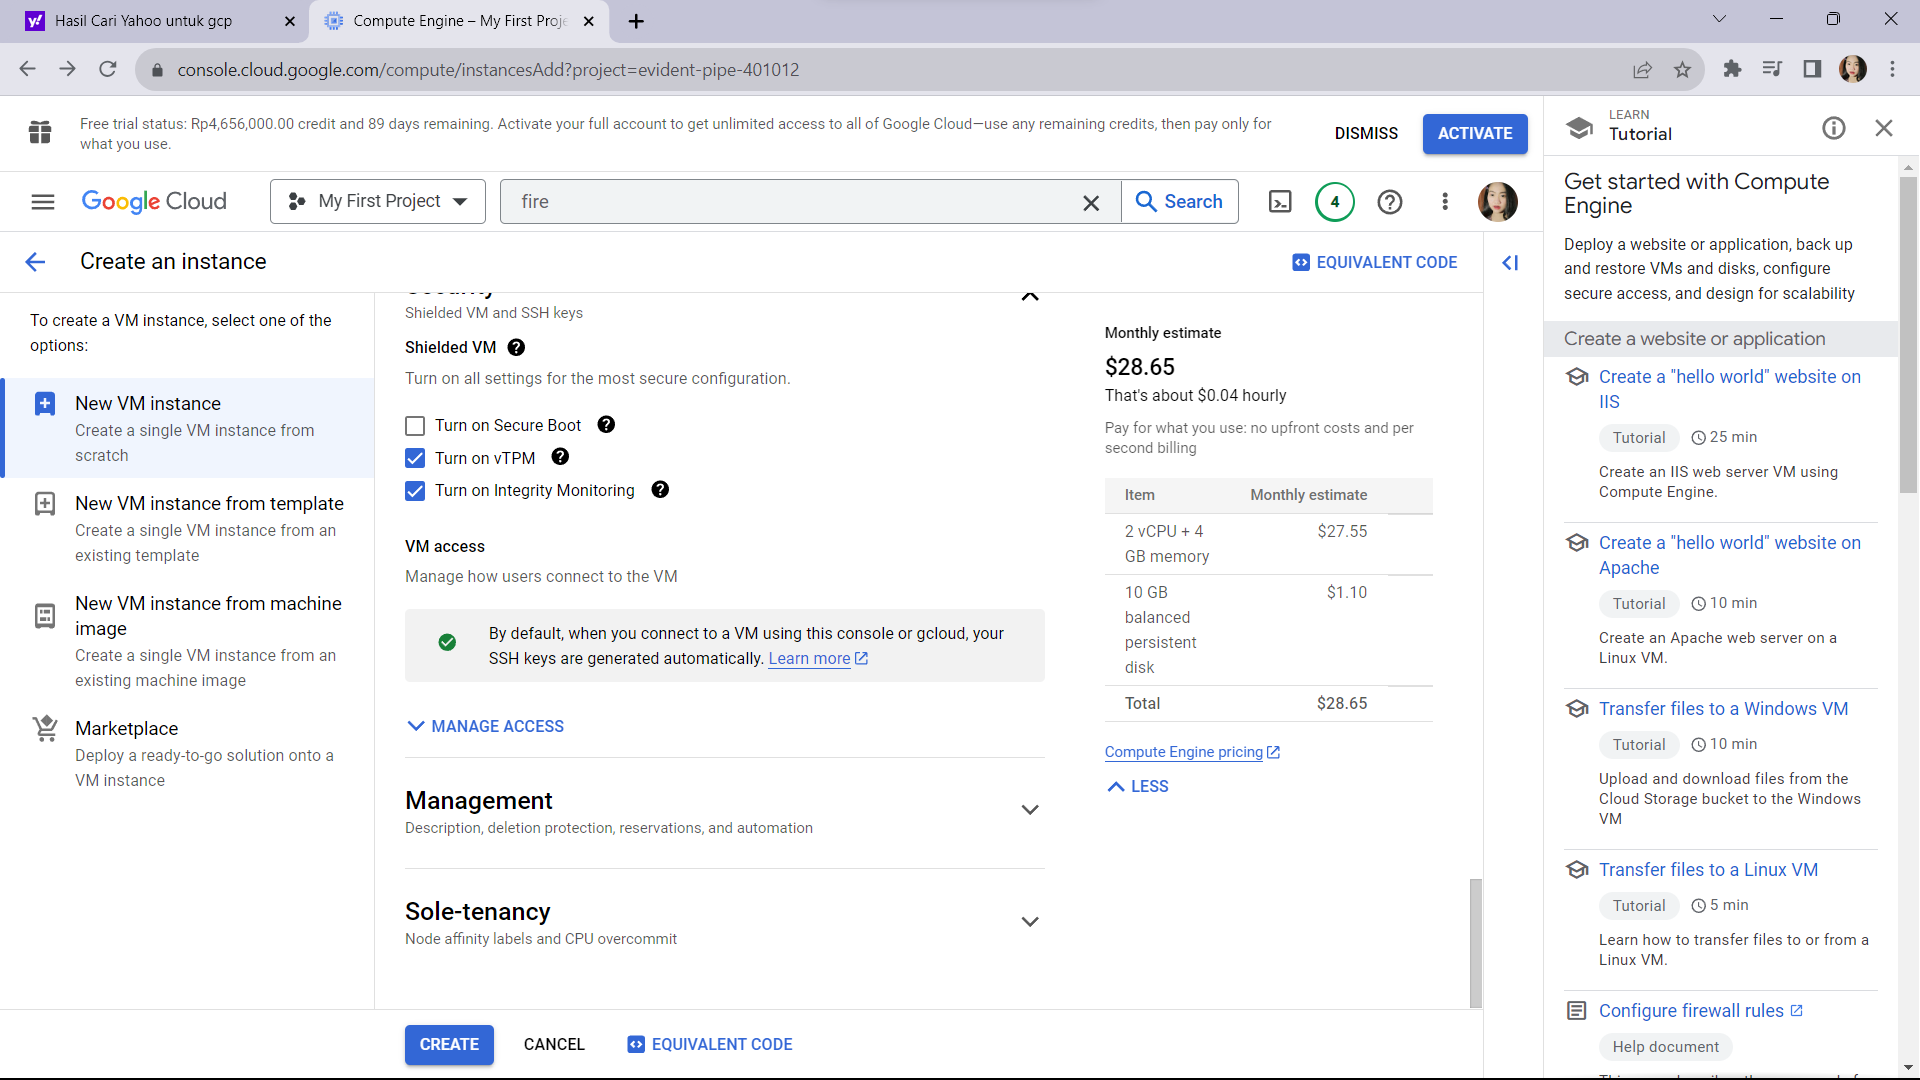 Hasil Cari Yahoo untuk gcp
Compute Engine – My First Proje
console.cloud.google.com/compute/instancesAdd?project=evident-pipe-401012
Free trial status: Rp4,656,000.00 credit and 89 days remaining. Activate your full account to get unlimited access to all of Google Cloud—use any remaining credits, then pay only for
what you use.
DISMISS
ACTIVATE
Google Cloud
My First Project
fire
Search
4
Create an instance
EQUIVALENT CODE
To create a VM instance, select one of the
options:
New VM instance
Create a single VM instance from
scratch
New VM instance from template
Create a single VM instance from an
existing template
New VM instance from machine
image
Create a single VM instance from an
existing machine image
Marketplace
Deploy a ready-to-go solution onto a
VM instance
Security
Shielded VM and SSH keys
Shielded VM
Turn on all settings for the most secure configuration.
Turn on Secure Boot
Turn on vTPM
Turn on Integrity Monitoring
VM access
Manage how users connect to the VM
By default, when you connect to a VM using this console or gcloud, your
SSH keys are generated automatically. Learn more
MANAGE ACCESS
Management
Description, deletion protection, reservations, and automation
Sole-tenancy
Node affinity labels and CPU overcommit
CREATE
CANCEL
EQUIVALENT CODE
Monthly estimate
$28.65
That's about $0.04 hourly
Pay for what you use: no upfront costs and per
second billing
Item Monthly estimate
2 vCPU + 4 $27.55
GB memory
10 GB $1.10
balanced
persistent
disk
Total $28.65
Compute Engine pricing
LESS
LEARN
Tutorial
Get started with Compute
Engine
Deploy a website or application, back up
and restore VMs and disks, configure
secure access, and design for scalability
Create a website or application
Create a "hello world" website on
IIS
Tutorial 25 min
Create an IIS web server VM using
Compute Engine.
Create a "hello world" website on
Apache
Tutorial 10 min
Create an Apache web server on a
Linux VM.
Transfer files to a Windows VM
Tutorial 10 min
Upload and download files from the
Cloud Storage bucket to the Windows
VM
Transfer files to a Linux VM
Tutorial 5 min
Learn how to transfer files to or from a
Linux VM.
Configure firewall rules
Help document